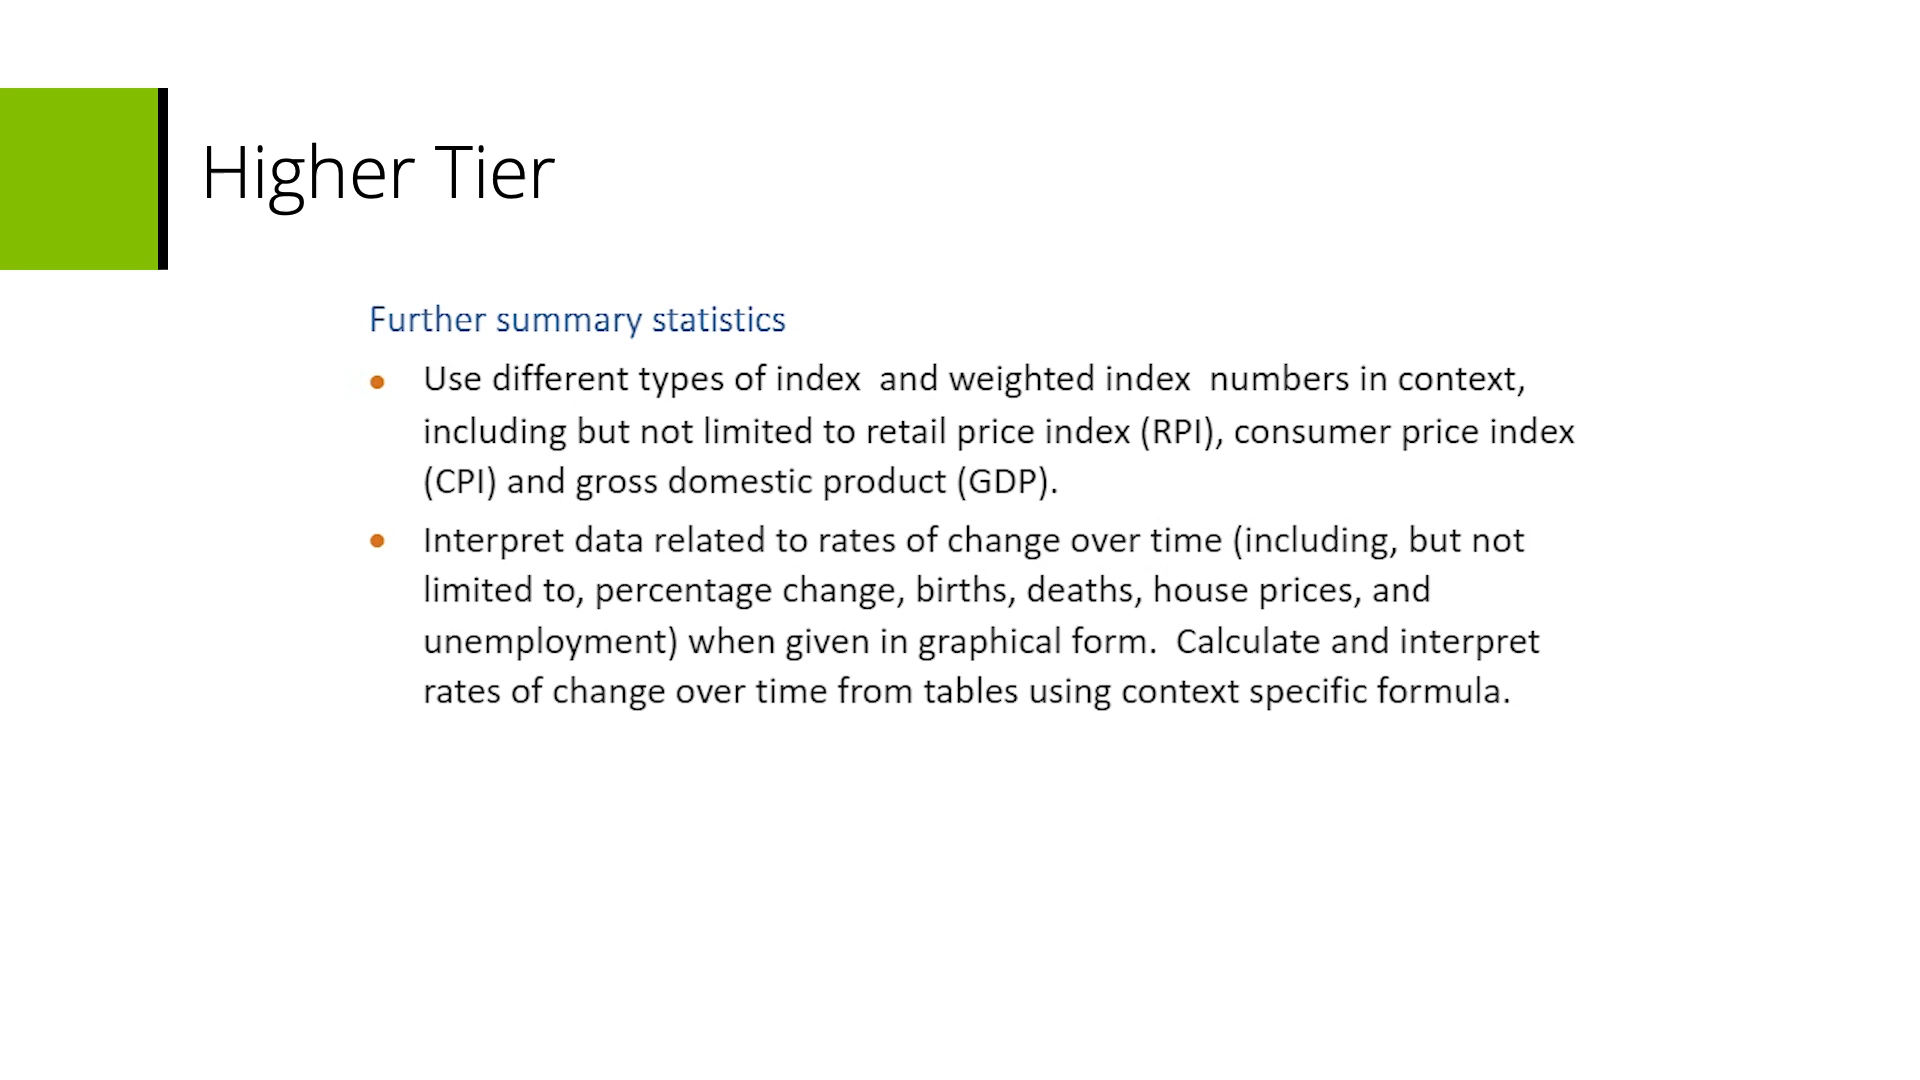 Higher Tier
Further summary statistics
• Use different types of index and weighted index numbers in context,
including but not limited to retail price index (RPI), consumer price index
(CPI) and gross domestic product (GDP).
• Interpret data related to rates of change over time (including, but not
limited to, percentage change, births, deaths, house prices, and
unemployment) when given in graphical form. Calculate and interpret
rates of change over time from tables using context specific formula.